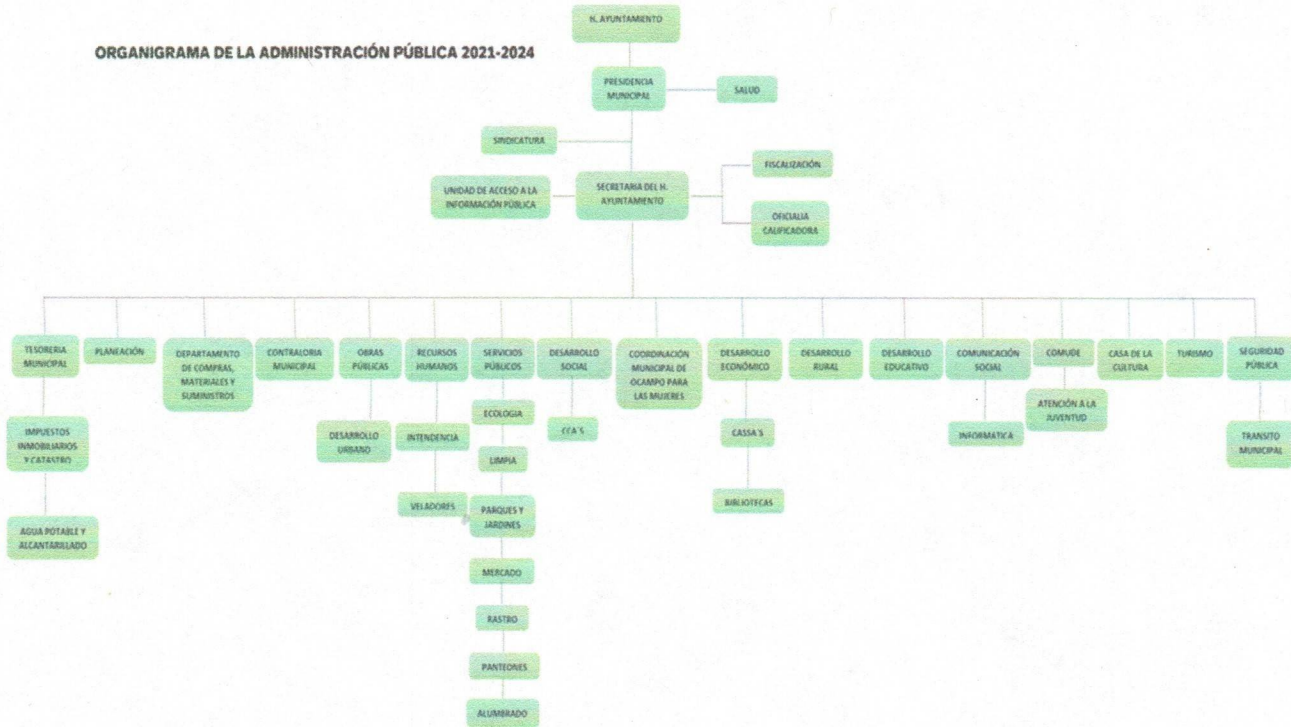 H. AYUNTAMIENTO
ORGANIGRAMA DE LA ADMINISTRACIÓN PÚBLICA 2021-2024
PRESIDENCIA
MUNICIPAL
SALUD
SINDICATURA
FISCALIZACIÓN
UNIDAD DE ACCESO A LA
INFORMACIÓN PÚBLICA
SECRETARIA DEL H.
AYUNTAMIENTO
OFICIALIA
CALIFICADORA
TESORERIA
MUNICIPAL
PLANEACIÓN
DEPARTAMENTO
DE COMPRAS,
MATERIALES Y
SUMINISTROS
CONTRALORIA
MUNICIPAL
OBRAS
PÚBLICAS
RECURSOS
HUMANOS
SERVICIOS
PÚBLICOS
DESARROLLO
SOCIAL
COORDINACIÓN
MUNICIPAL DE
OCAMPO PARA
LAS MUJERES
DESARROLLO
ECONÓMICO
DESARROLLO
RURAL
DESARROLLO
EDUCATIVO
COMUNICACIÓN
SOCIAL
COMUDE
CASA DE LA
CULTURA
TURISMO
SEGURIDAD
PÚBLICA
IMPUESTOS
INMOBILIARIOS
Y CATASTRO
DESARROLLO
URBANO
INTENDENCIA
ECOLOGIA
CCA´S
CASSA´S
INFORMATICA
ATENCIÓN A LA
JUVENTUD
TRANSITO
MUNICIPAL
LIMPIA
AGUA POTABLE Y
ALCANTARILLADO
VELADORES
PARQUES Y
JARDINES
BIBLIOTECAS
MERCADO
RASTRO
PANTEONES
ALUMBRADO